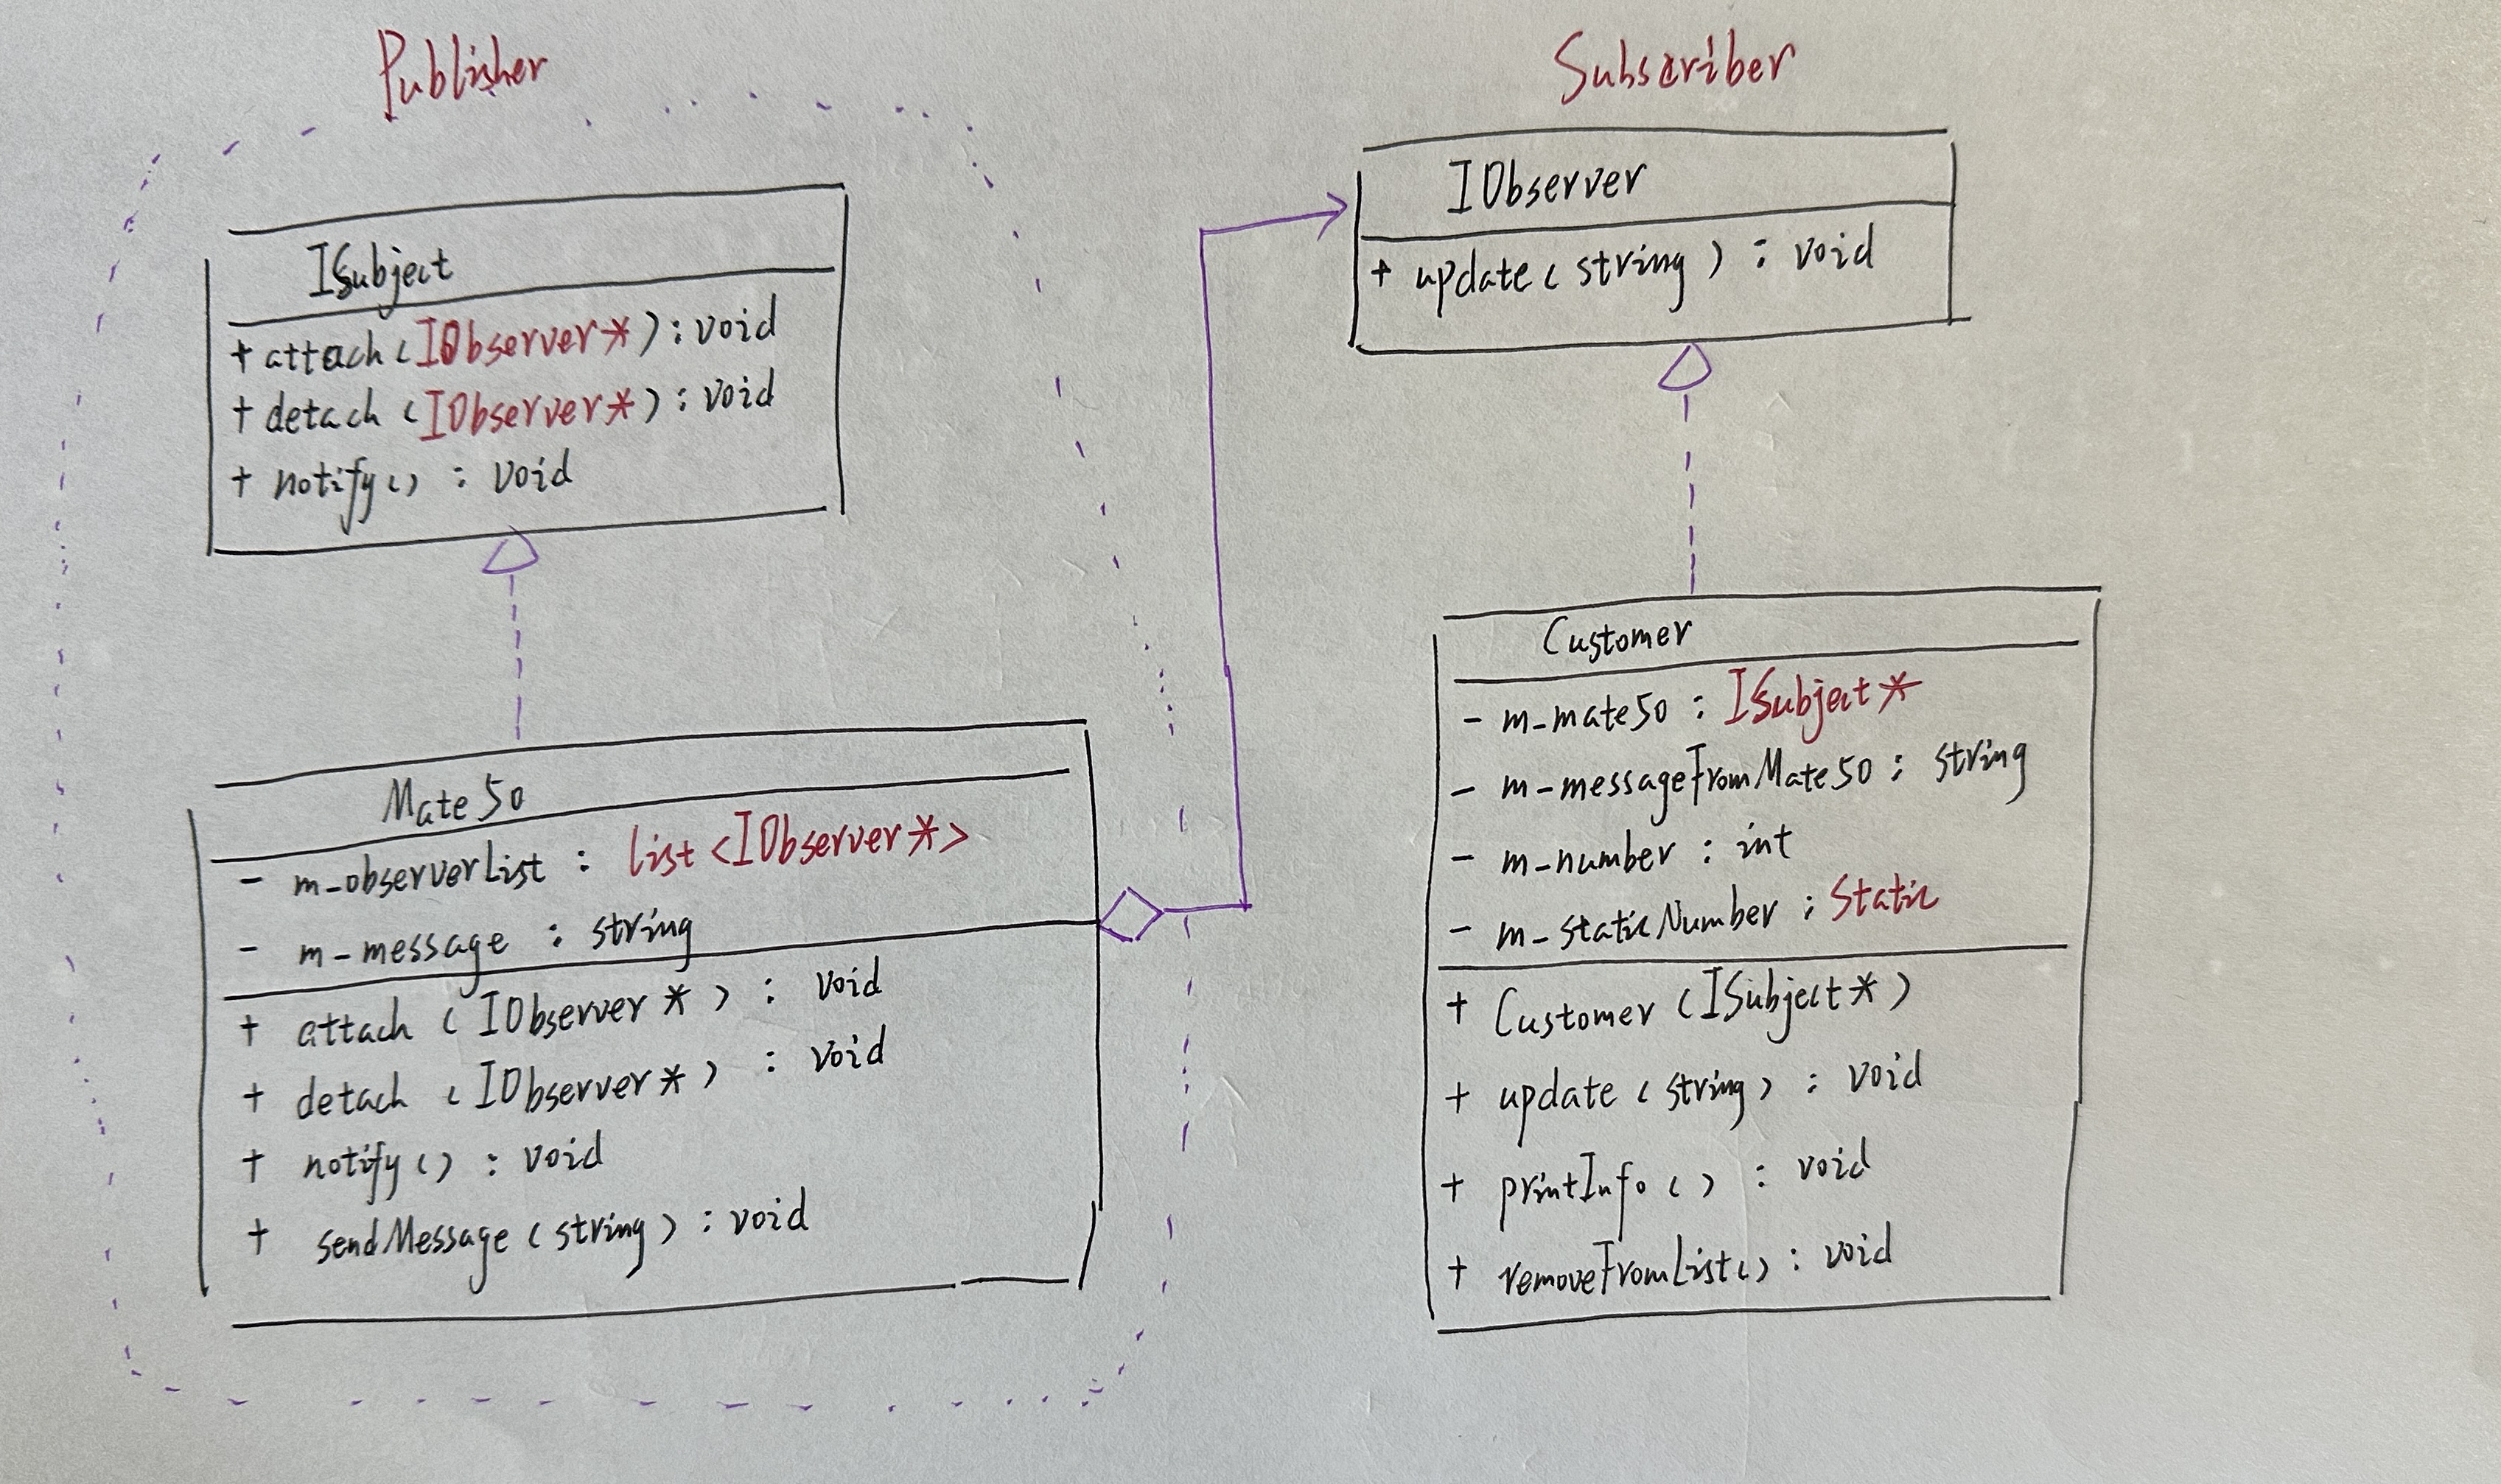 Publisher
ISubject
+ attach(IObserver*) : void
+ detach(IObserver*) : void
+ notify() : void
Mate50
- m_observerList : list<IObserver*>
- m_message : string
+ attach(IObserver*) : void
+ detach(IObserver*) : void
+ notify() : void
+ sendMessage(string) : void
Subscriber
IObserver
+ update(string) : void
Customer
- m_mate50 : ISubject*
- m_messageFromMate50 : string
- m_number : int
- m_staticNumber : static
+ Customer(ISubject*)
+ update(string) : void
+ printInfo() : void
+ removeFromList() : void